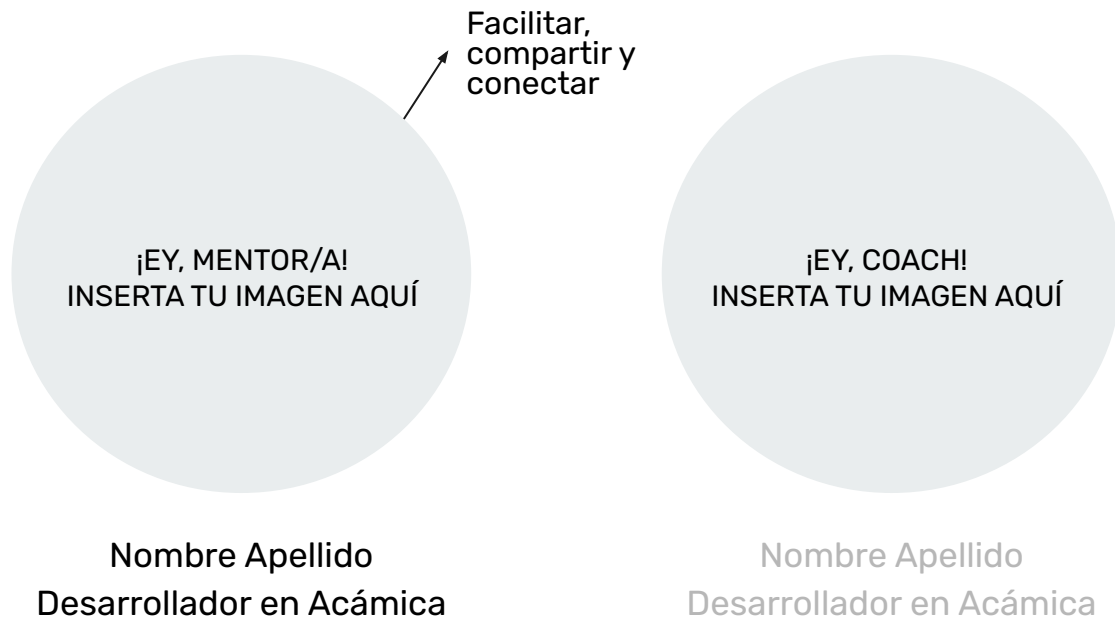 Facilitar,
compartir y
conectar
¡EY, MENTOR/A!
INSERTA TU IMAGEN AQUÍ
Nombre Apellido
Desarrollador en Acámica
¡EY, COACH!
INSERTA TU IMAGEN AQUÍ
Nombre Apellido
Desarrollador en Acámica